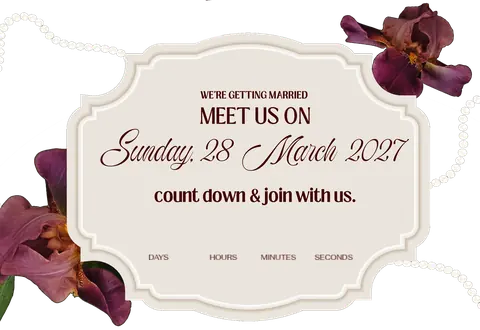 WE'RE GETTING MARRIED
MEET US ON
Sunday, 28 March 2027
count down & join with us.
DAYS HOURS MINUTES SECONDS